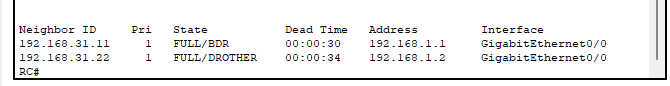 Neighbor ID     Pri   State           Dead Time   Address         Interface
192.168.31.11     1   FULL/BDR        00:00:30    192.168.1.1     GigabitEthernet0/0
192.168.31.22     1   FULL/DROTHER    00:00:34    192.168.1.2     GigabitEthernet0/0
RC#